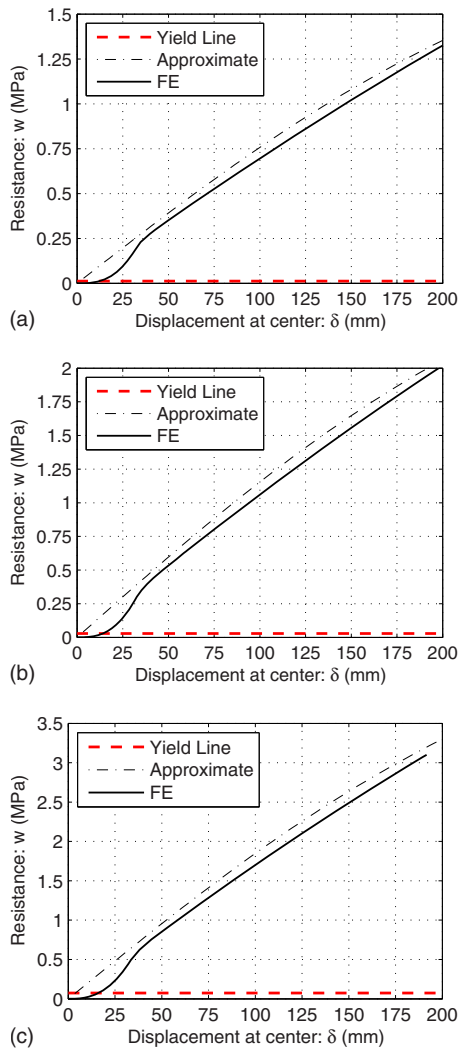 1.5
1.25
1
0.75
0.5
0.25
0
Resistance: w (MPa)
Yield Line
Approximate
FE
0 25 50 75 100 125 150 175 200
(a) Displacement at center: δ (mm)
2
1.75
1.5
1.25
1
0.75
0.5
0.25
0
Resistance: w (MPa)
Yield Line
Approximate
FE
0 25 50 75 100 125 150 175 200
(b) Displacement at center: δ (mm)
3.5
3
2.5
2
1.5
1
0.5
0
Resistance: w (MPa)
Yield Line
Approximate
FE
0 25 50 75 100 125 150 175 200
(c) Displacement at center: δ (mm)